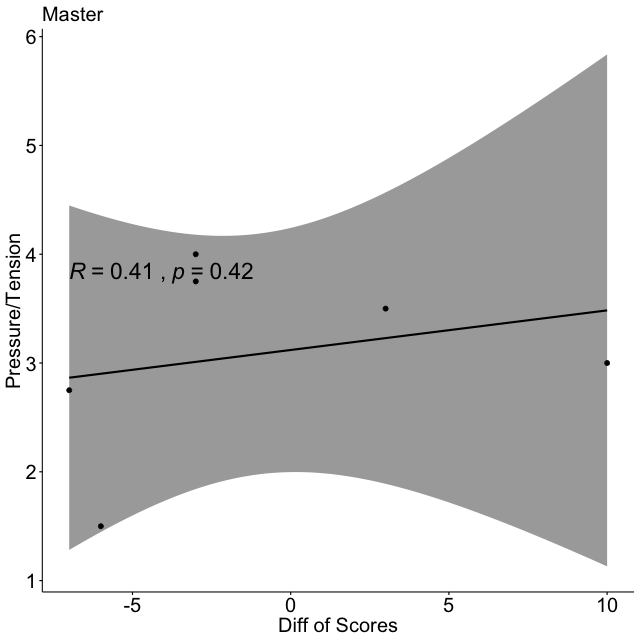 Master
6
5
4
3
2
1
Pressure/Tension
R = 0.41 , p = 0.42
-5 0 5 10
Diff of Scores